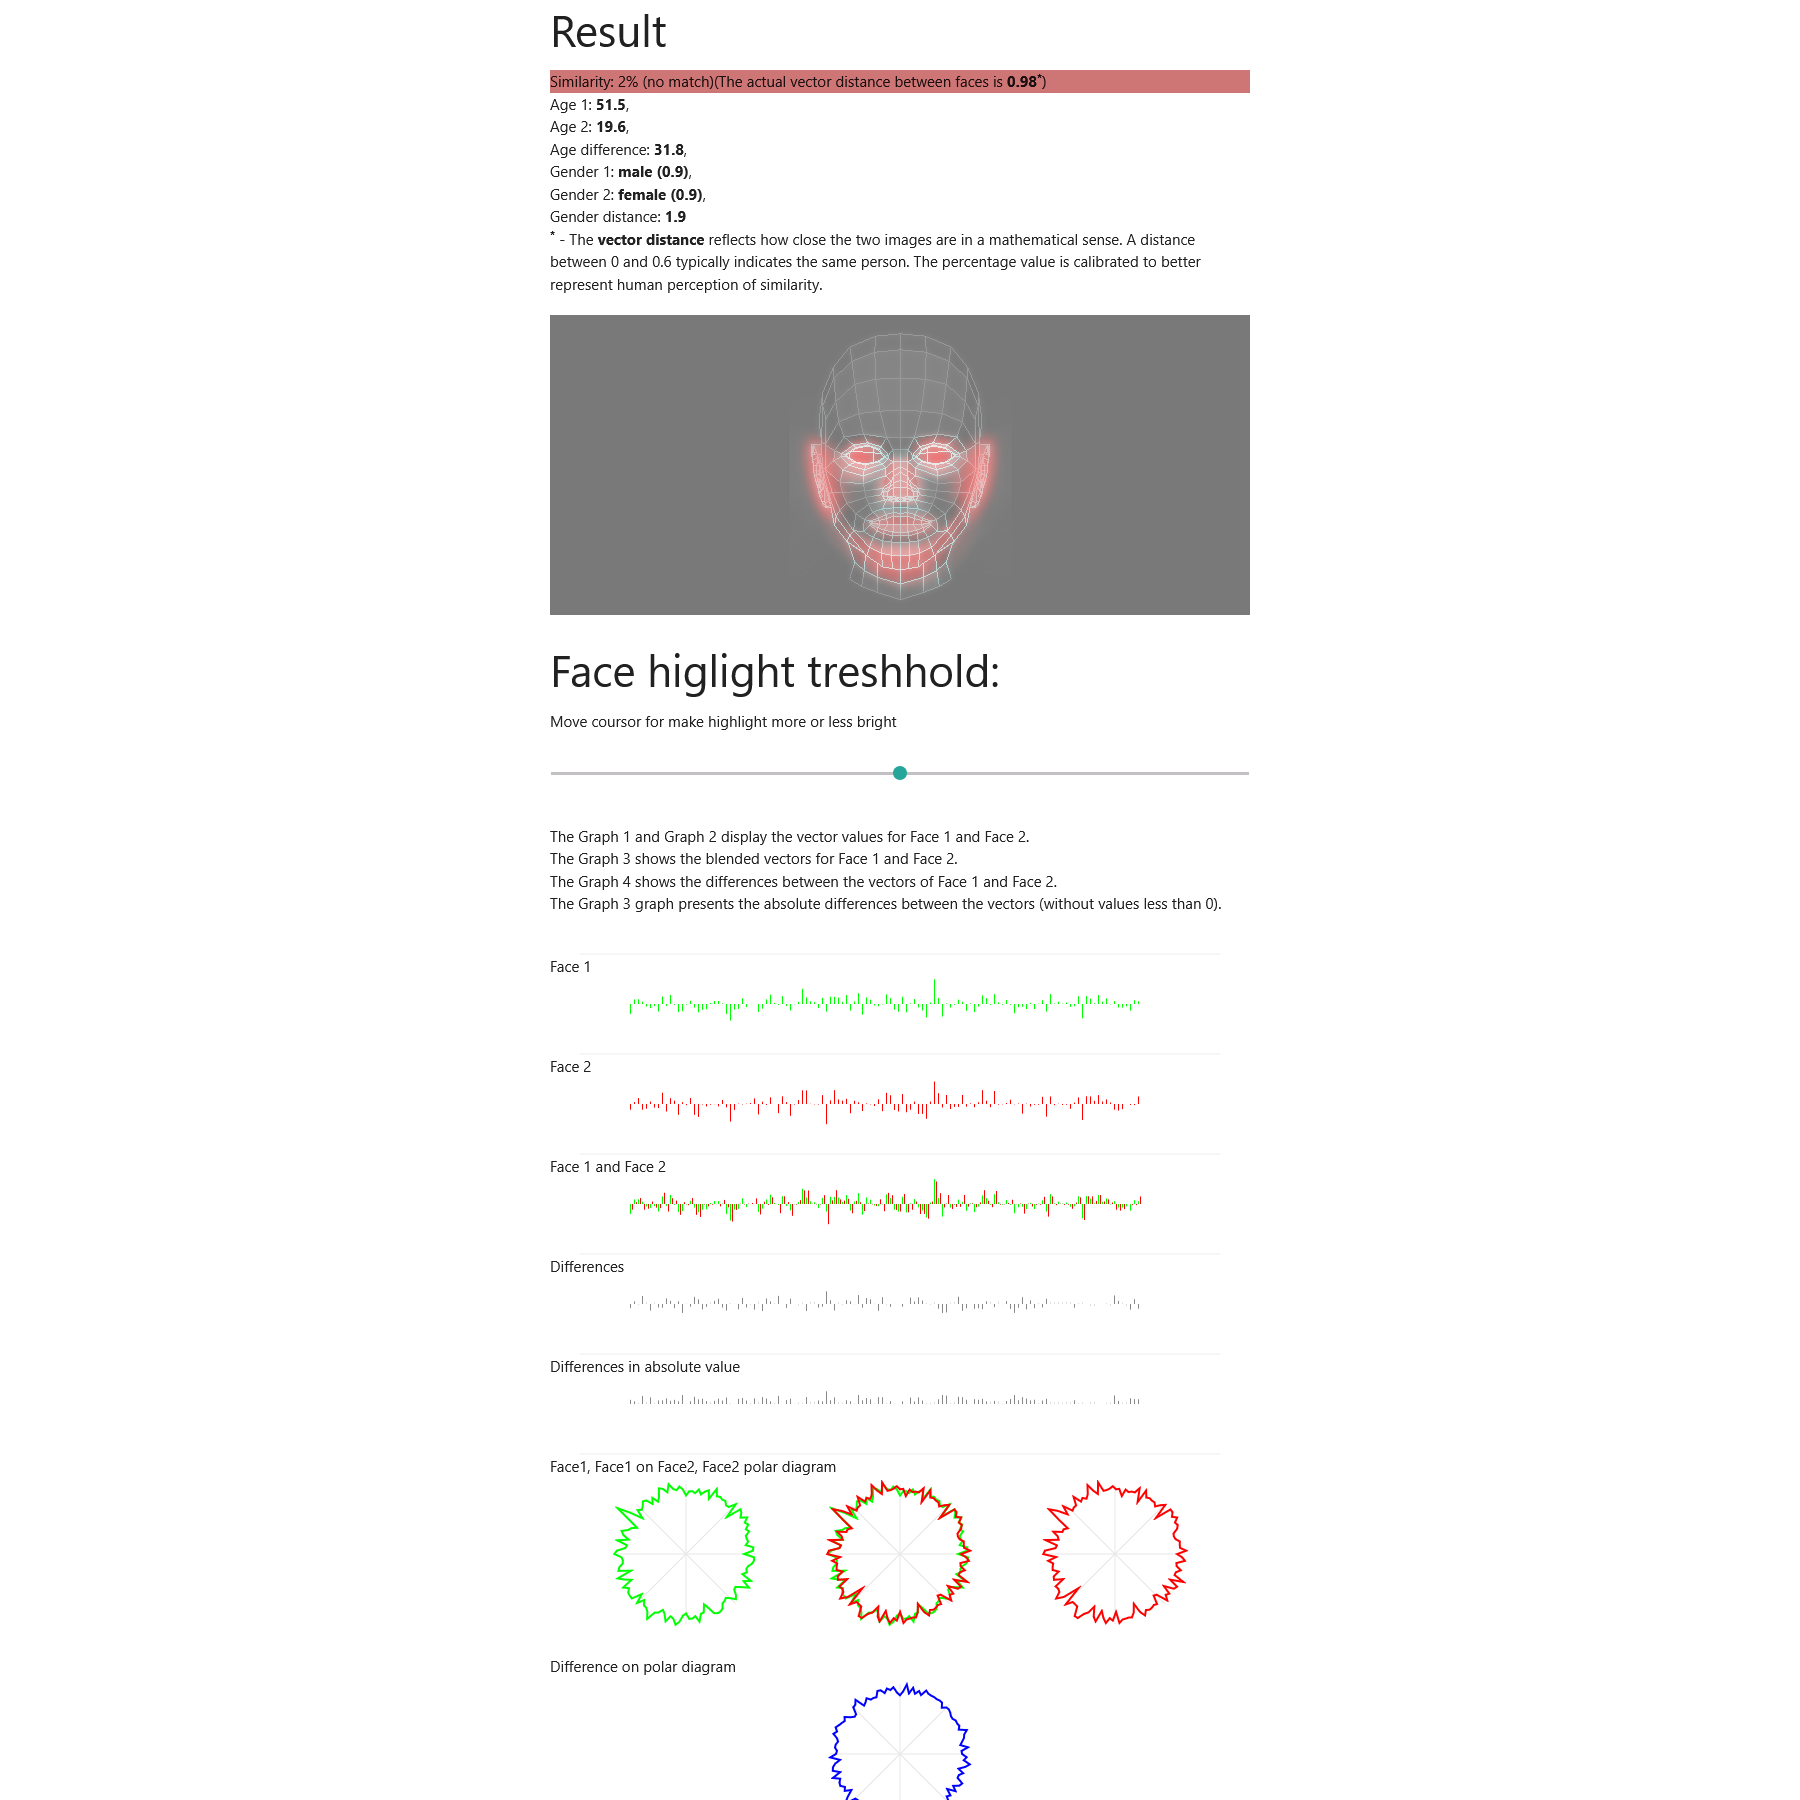 Result
Similarity: 2% (no match)(The actual vector distance between faces is 0.98*)
Age 1: 51.5,
Age 2: 19.6,
Age difference: 31.8,
Gender 1: male (0.9),
Gender 2: female (0.9),
Gender distance: 1.9
* - The vector distance reflects how close the two images are in a mathematical sense. A distance
between 0 and 0.6 typically indicates the same person. The percentage value is calibrated to better
represent human perception of similarity.
Face higlight treshhold:
Move coursor for make highlight more or less bright
The Graph 1 and Graph 2 display the vector values for Face 1 and Face 2.
The Graph 3 shows the blended vectors for Face 1 and Face 2.
The Graph 4 shows the differences between the vectors of Face 1 and Face 2.
The Graph 3 graph presents the absolute differences between the vectors (without values less than 0).
Face 1
Face 2
Face 1 and Face 2
Differences
Differences in absolute value
Face1, Face1 on Face2, Face2 polar diagram
Difference on polar diagram